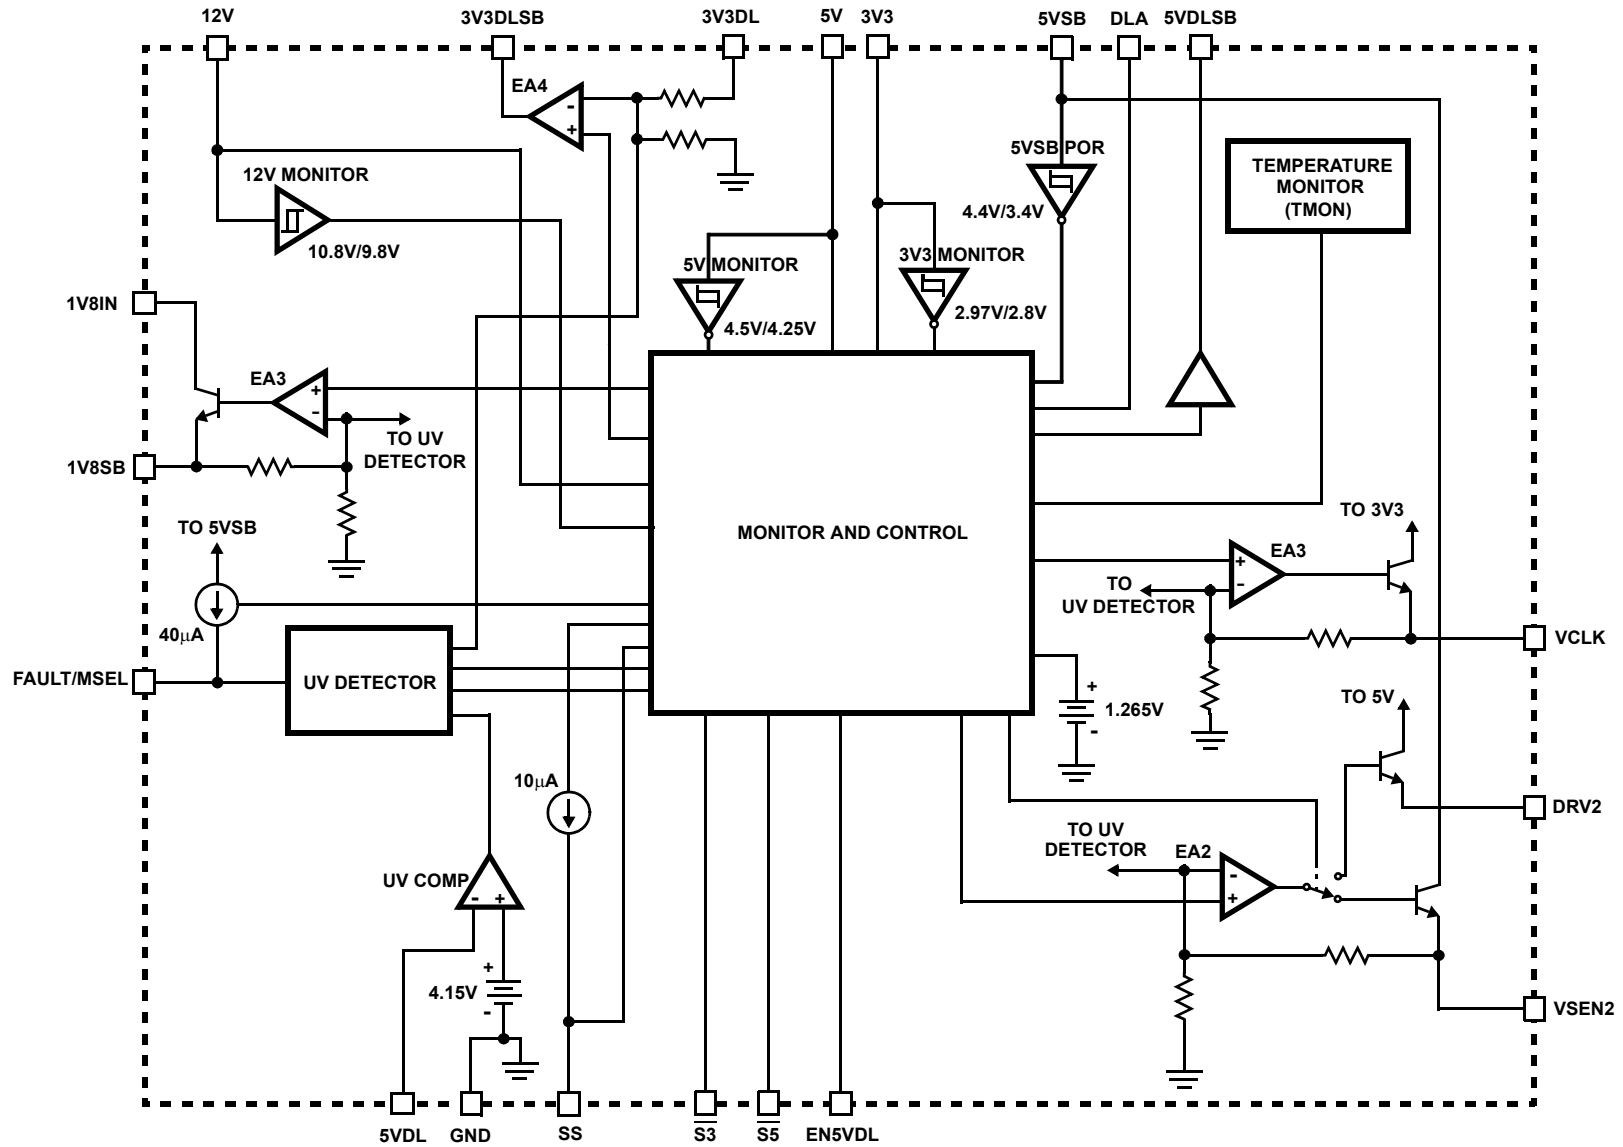 12V
3V3DLSB
3V3DL
5V
3V3
5VSB
DLA
5VDLSB
EA4
-
+
5VSB POR
4.4V/3.4V
TEMPERATURE
MONITOR
(TMON)
12V MONITOR
10.8V/9.8V
5V MONITOR
4.5V/4.25V
3V3 MONITOR
2.97V/2.8V
1V8IN
EA3
+
-
TO UV
DETECTOR
1V8SB
TO 5VSB
40µA
MONITOR AND CONTROL
TO 3V3
EA3
+
-
TO
UV DETECTOR
VCLK
FAULT/MSEL
UV DETECTOR
+
1.265V
-
TO 5V
10µA
DRV2
TO UV
DETECTOR
EA2
-
+
UV COMP
-
+
+
4.15V
-
VSEN2
5VDL
GND
SS
S3
S5
EN5VDL